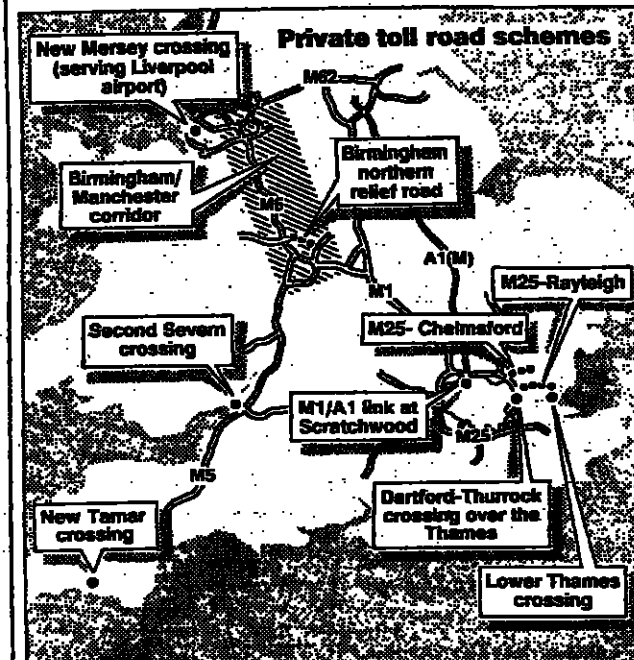 Private toll road schemes
New Mersey crossing
(serving Liverpool
airport)
M62
Birmingham/
Manchester
corridor
Birmingham
northern
relief road
M6
A1(M)
M1
M25-Rayleigh
M25- Chelmsford
Second Severn
crossing
M1/A1 link at
Scratchwood
M25
M5
Dartford-Thurrock
crossing over the
Thames
New Tamar
crossing
Lower Thames
crossing